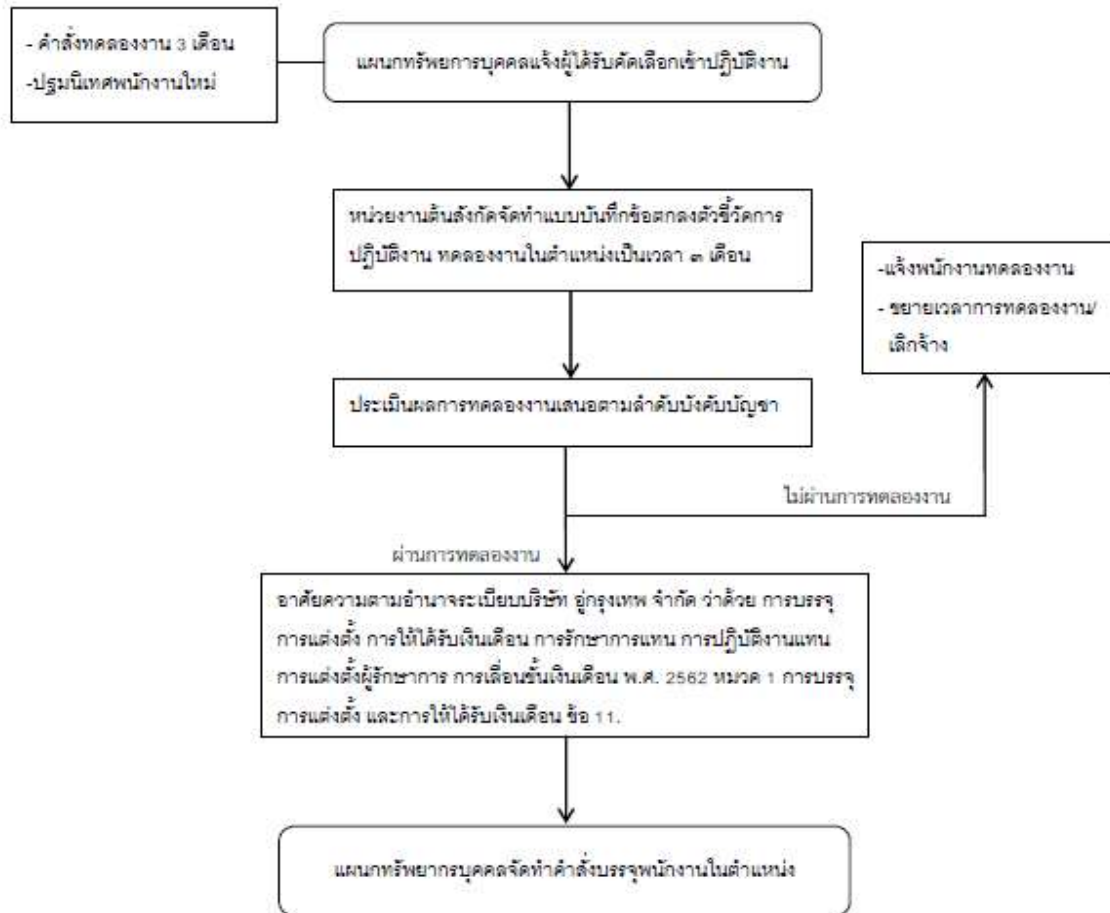 - คำสั่งทดลองงาน 3 เดือน
-ปฐมนิเทศพนักงานใหม่
แผนกทรัพยการบุคคลแจ้งผู้ได้รับคัดเลือกเข้าปฏิบัติงาน
หน่วยงานต้นสังกัดจัดทำแบบบันทึกข้อตกลงตัวชี้วัดการ
ปฏิบัติงาน ทดลองงานในตำแหน่งเป็นเวลา ๓ เดือน
-แจ้งพนักงานทดลองงาน
- ขยายเวลาการทดลองงาน/
เลิกจ้าง
ประเมินผลการทดลองงานเสนอตามลำดับบังคับบัญชา
ไม่ผ่านการทดลองงาน
ผ่านการทดลองงาน
อาศัยความตามอำนาจระเบียบบริษัท อู่กรุงเทพ จำกัด ว่าด้วย การบรรจุ
การแต่งตั้ง การให้ได้รับเงินเดือน การรักษาการแทน การปฏิบัติงานแทน
การแต่งตั้งผู้รักษาการ การเลื่อนขั้นเงินเดือน พ.ศ. 2562 หมวด 1 การบรรจุ
การแต่งตั้ง และการให้ได้รับเงินเดือน ข้อ 11.
แผนกทรัพยากรบุคคลจัดทำคำสั่งบรรจุพนักงานในตำแหน่ง